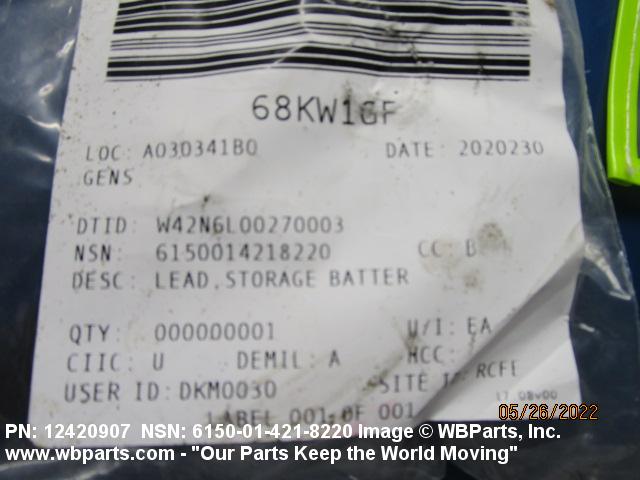 68KW1GF
LOC: A030341BO DATE: 2020230
GENS
DTID: W42N6L00270003
NSN: 6150014218220 CC: B
DESC: LEAD,STORAGE BATTER
QTY: 000000001 U/I: EA
CIIC: U DEMIL: A HCC:
USER ID: DKM0030 SITE ID: RCFE
LABEL 001 OF 001
05/26/2022
PN: 12420907 NSN: 6150-01-421-8220 Image © WBParts, Inc.
www.wbparts.com - "Our Parts Keep the World Moving"